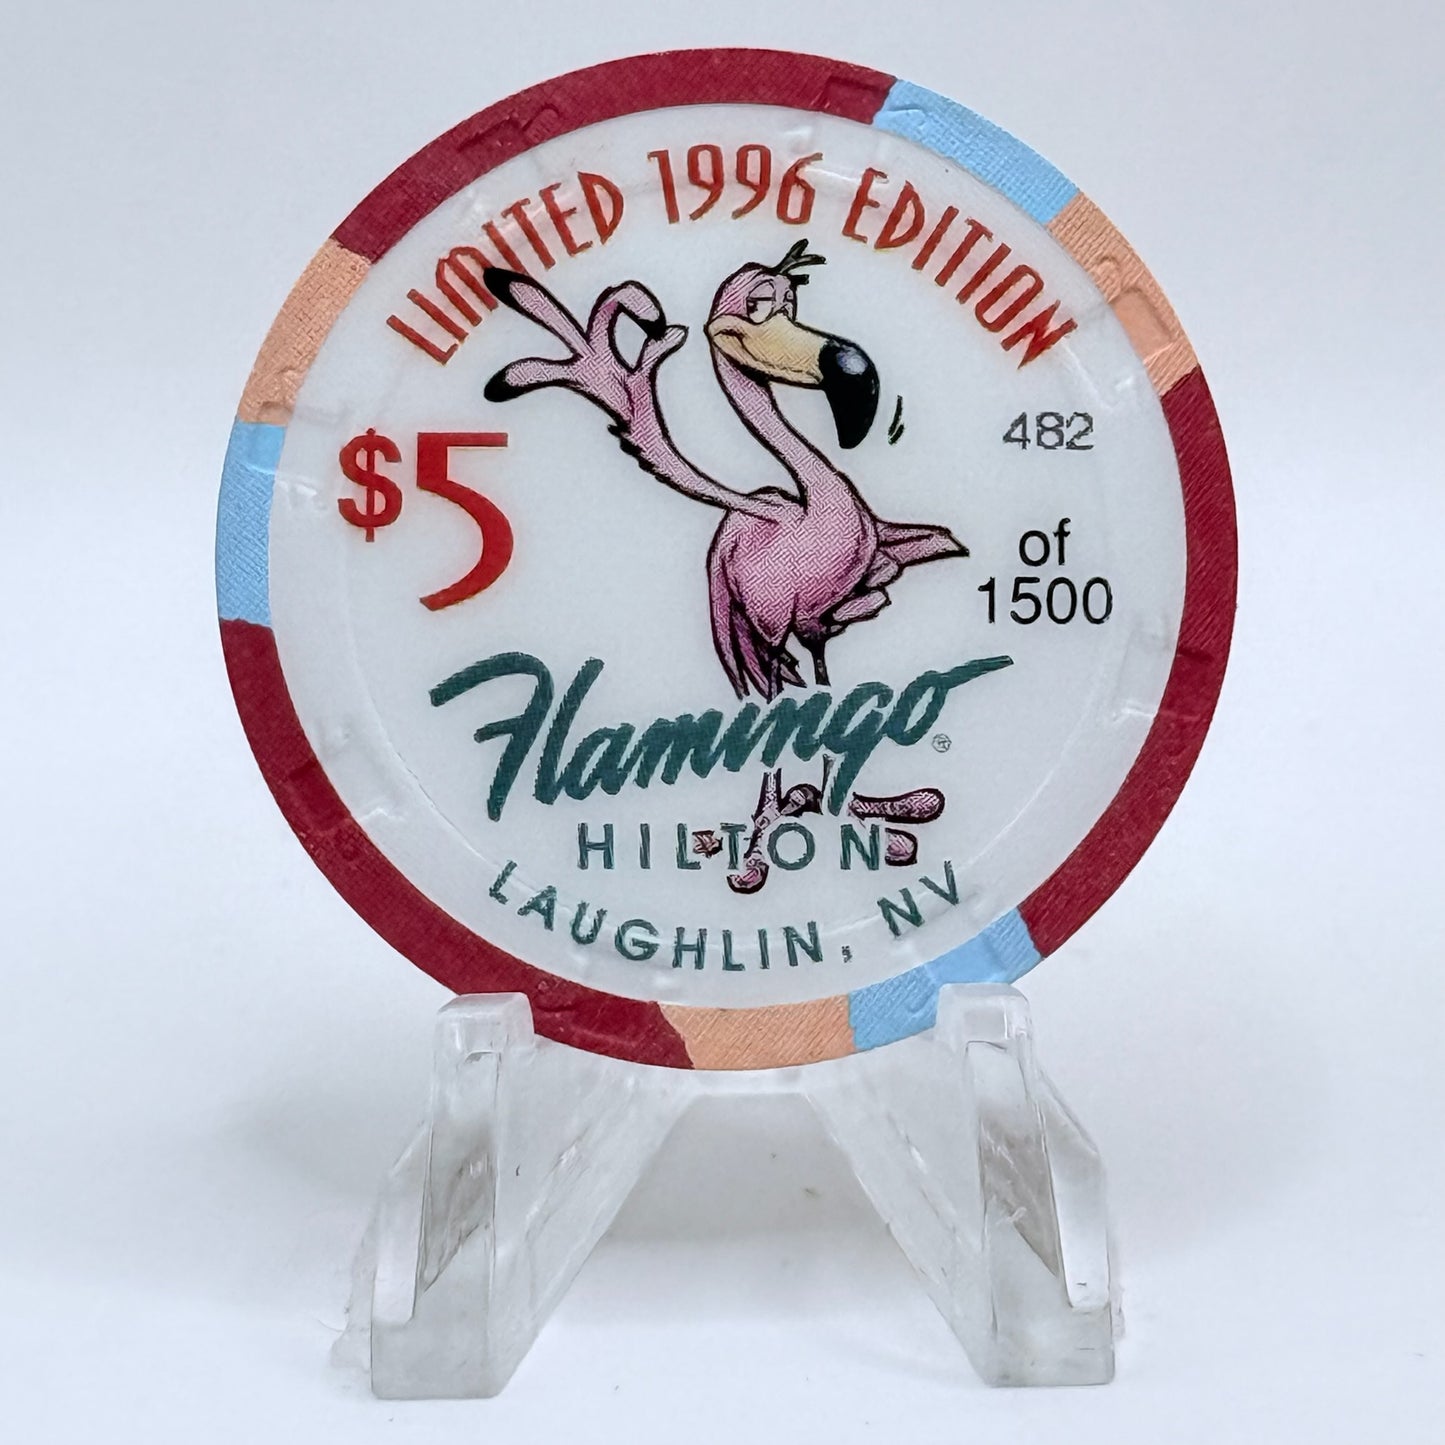 LIMITED 1996 EDITION
$5
482
of
1500
Flamingo®
HILTON
LAUGHLIN, NV